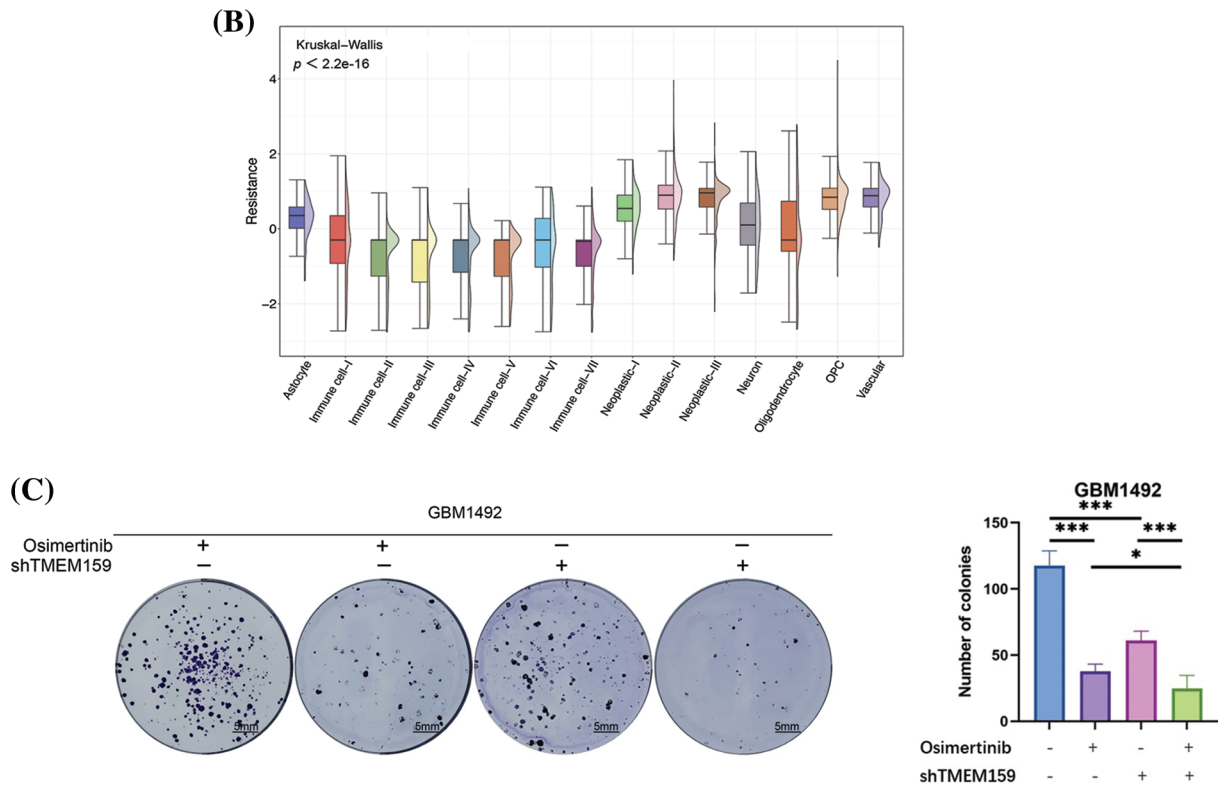 (B)
Kruskal−Wallis
p < 2.2e-16
Resistance
4
2
0
−2
Astocyte
Immune cell−I
Immune cell−II
Immune cell−III
Immune cell−IV
Immune cell−V
Immune cell−VI
Immune cell−VII
Neoplastic−I
Neoplastic−II
Neoplastic−III
Neuron
Oligodendrocyte
OPC
Vascular
(C)
GBM1492
Osimertinib + + − −
shTMEM159 − − + +
5mm 5mm 5mm 5mm
GBM1492
***
*** ***
*
Number of colonies
150
100
50
0
Osimertinib - + - +
shTMEM159 - - + +